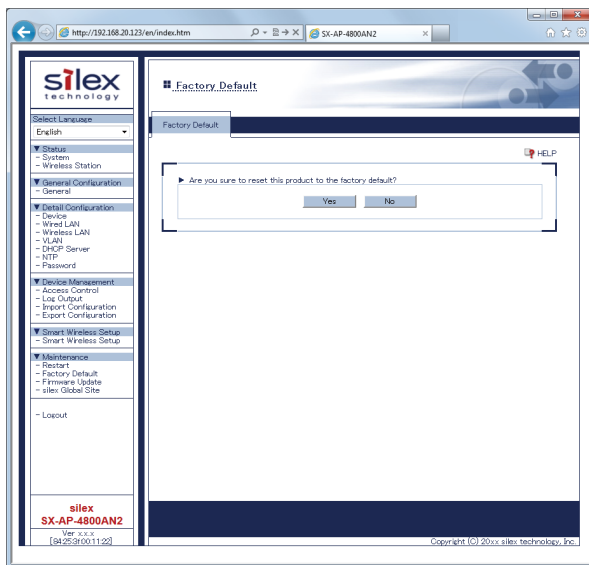 http://192.168.20.123/en/index.htm
SX-AP-4800AN2
silex
technology
Select Language
English
▼ Status
- System
- Wireless Station
▼ General Configuration
- General
▼ Detail Configuration
- Device
- Wired LAN
- Wireless LAN
- VLAN
- DHCP Server
- NTP
- Password
▼ Device Management
- Access Control
- Log Output
- Import Configuration
- Export Configuration
▼ Smart Wireless Setup
- Smart Wireless Setup
▼ Maintenance
- Restart
- Factory Default
- Firmware Update
- silex Global Site
- Logout
silex
SX-AP-4800AN2
Ver x.x.x
[84:25:3f:00:11:22]
Factory Default
Factory Default
HELP
▶ Are you sure to reset this product to the factory default?
Yes No
Copyright (C) 20xx silex technology, Inc.